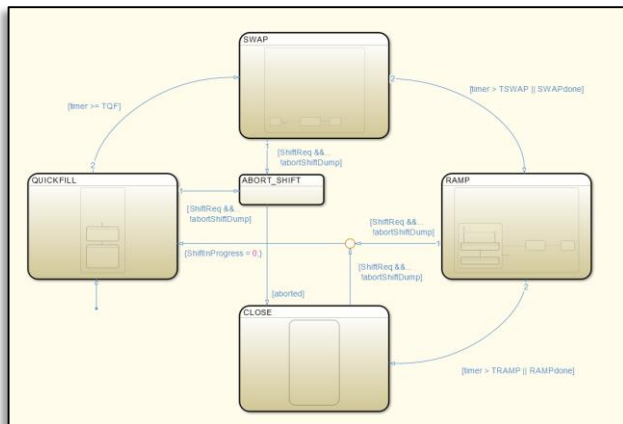 SWAP
2
[timer > TSWAP || SWAPdone]
[timer >= TQF]
1
[ShiftReq &&...
!abortShiftDump]
2
QUICKFILL
ABORT_SHIFT
RAMP
1
[ShiftReq &&...
!abortShiftDump]
[ShiftReq &&...
!abortShiftDump]
1
{ShiftInProgress = 0;}
[ShiftReq &&...
!abortShiftDump]
[aborted]
2
CLOSE
[timer > TRAMP || RAMPdone]